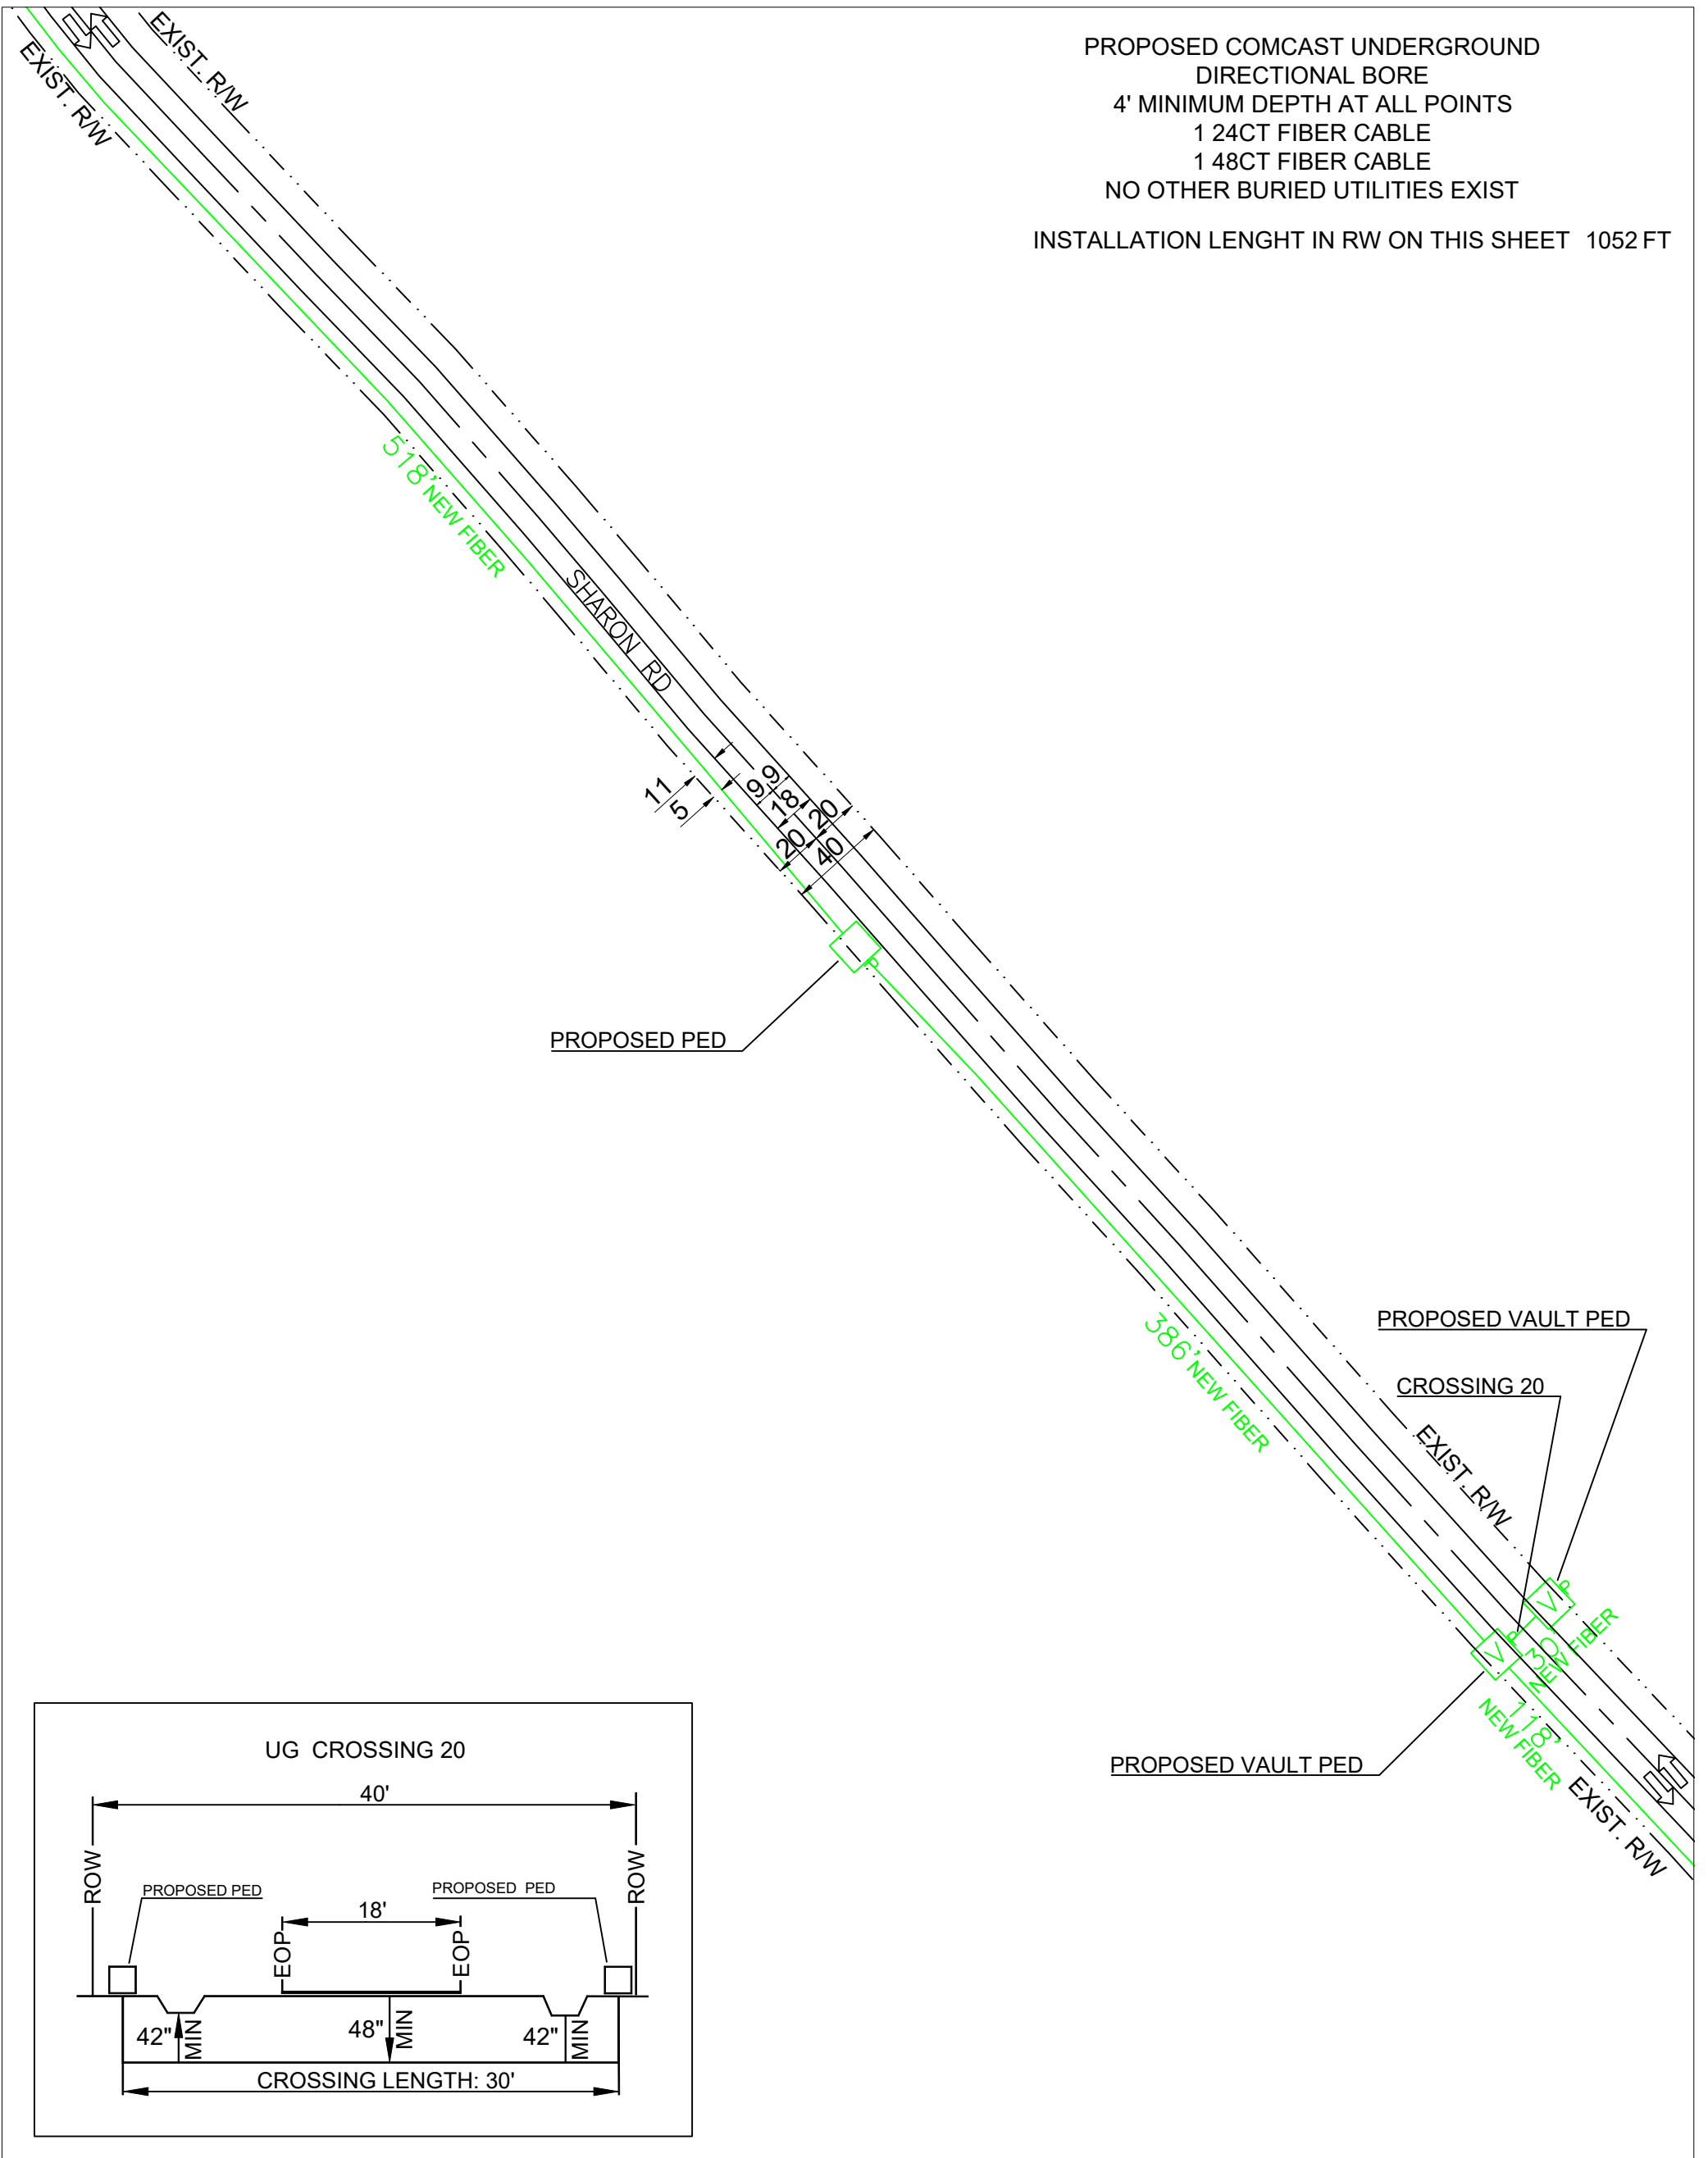 EXIST. R/W
EXIST. R/W
PROPOSED COMCAST UNDERGROUND
DIRECTIONAL BORE
4' MINIMUM DEPTH AT ALL POINTS
1 24CT FIBER CABLE
1 48CT FIBER CABLE
NO OTHER BURIED UTILITIES EXIST
INSTALLATION LENGHT IN RW ON THIS SHEET 1052 FT
518' NEW FIBER
SHARON RD
11
5
9
9
18
20
20
40
P
PROPOSED PED
386' NEW FIBER
PROPOSED VAULT PED
CROSSING 20
EXIST. R/W
V
P
V
P
30'
NEW FIBER
118'
NEW FIBER
PROPOSED VAULT PED
EXIST. R/W
UG CROSSING 20
40'
ROW
ROW
PROPOSED PED
PROPOSED PED
18'
EOP
EOP
42"
MIN
48"
MIN
42"
MIN
CROSSING LENGTH: 30'